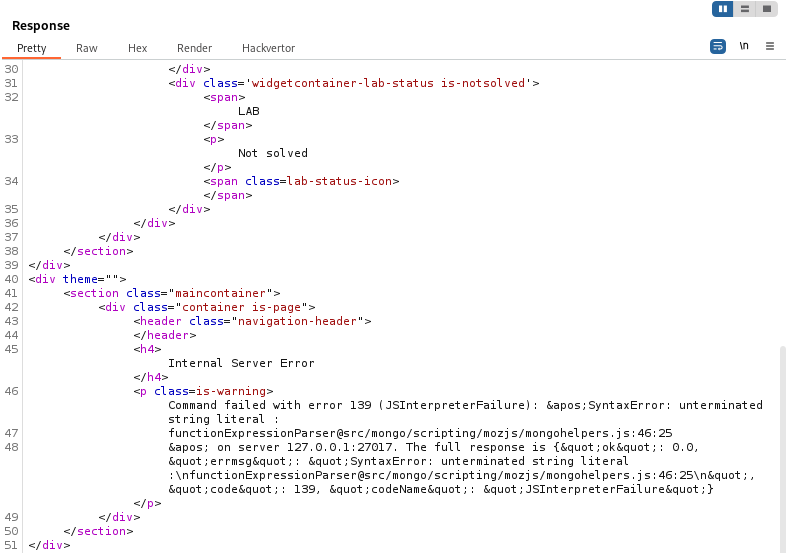 Response
Pretty Raw Hex Render Hackvertor \n
30 </div>
31 <div class='widgetcontainer-lab-status is-notsolved'>
32 <span>
LAB
</span>
33 <p>
Not solved
</p>
34 <span class=lab-status-icon>
</span>
35 </div>
36 </div>
37 </div>
38 </section>
39 </div>
40 <div theme="">
41 <section class="maincontainer">
42 <div class="container is-page">
43 <header class="navigation-header">
44 </header>
45 <h4>
Internal Server Error
</h4>
46 <p class=is-warning>
Command failed with error 139 (JSInterpreterFailure): &apos;SyntaxError: unterminated
string literal :
47 functionExpressionParser@src/mongo/scripting/mozjs/mongohelpers.js:46:25
48 &apos; on server 127.0.0.1:27017. The full response is {&quot;ok&quot;: 0.0,
&quot;errmsg&quot;: &quot;SyntaxError: unterminated string literal
:\nfunctionExpressionParser@src/mongo/scripting/mozjs/mongohelpers.js:46:25\n&quot;,
&quot;code&quot;: 139, &quot;codeName&quot;: &quot;JSInterpreterFailure&quot;}
</p>
49 </div>
50 </section>
51 </div>